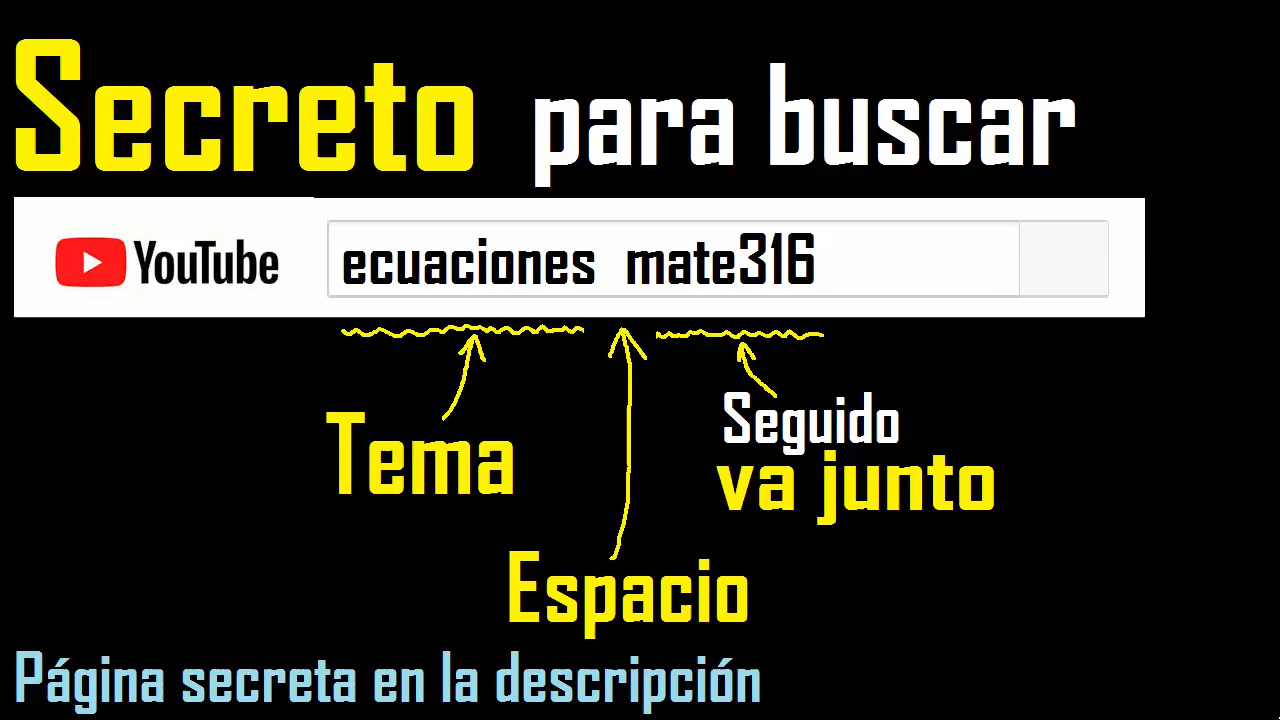 Secreto para buscar
YouTube ecuaciones mate316
Tema
Seguido
va junto
Espacio
Página secreta en la descripción